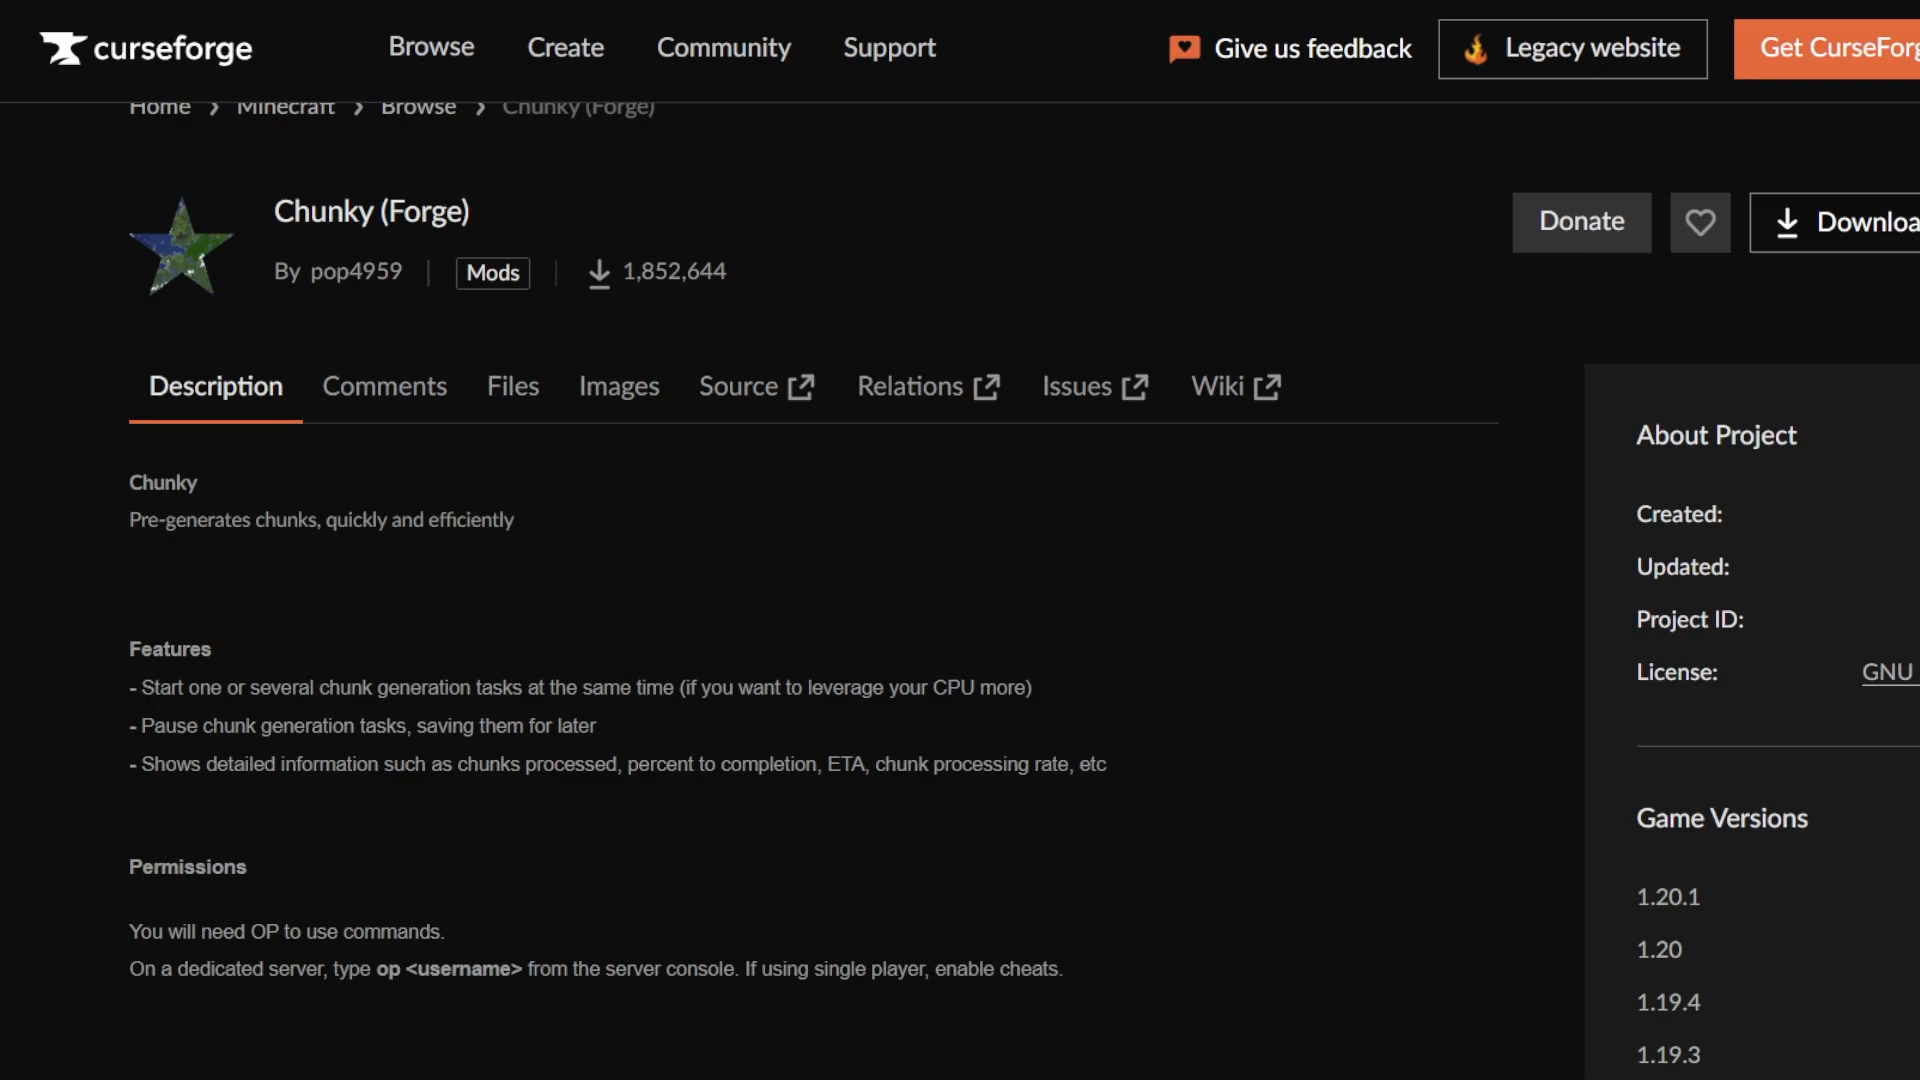 curseforge
Browse
Create
Community
Support
Give us feedback
Legacy website
Get CurseForg
Home > Minecraft > Browse > Chunky (Forge)
Chunky (Forge)
By pop4959 | Mods | 1,852,644
Donate
Downloa
Description
Comments
Files
Images
Source
Relations
Issues
Wiki
Chunky
Pre-generates chunks, quickly and efficiently
Features
- Start one or several chunk generation tasks at the same time (if you want to leverage your CPU more)
- Pause chunk generation tasks, saving them for later
- Shows detailed information such as chunks processed, percent to completion, ETA, chunk processing rate, etc
Permissions
You will need OP to use commands.
On a dedicated server, type op <username> from the server console. If using single player, enable cheats.
About Project
Created:
Updated:
Project ID:
License: GNU
Game Versions
1.20.1
1.20
1.19.4
1.19.3